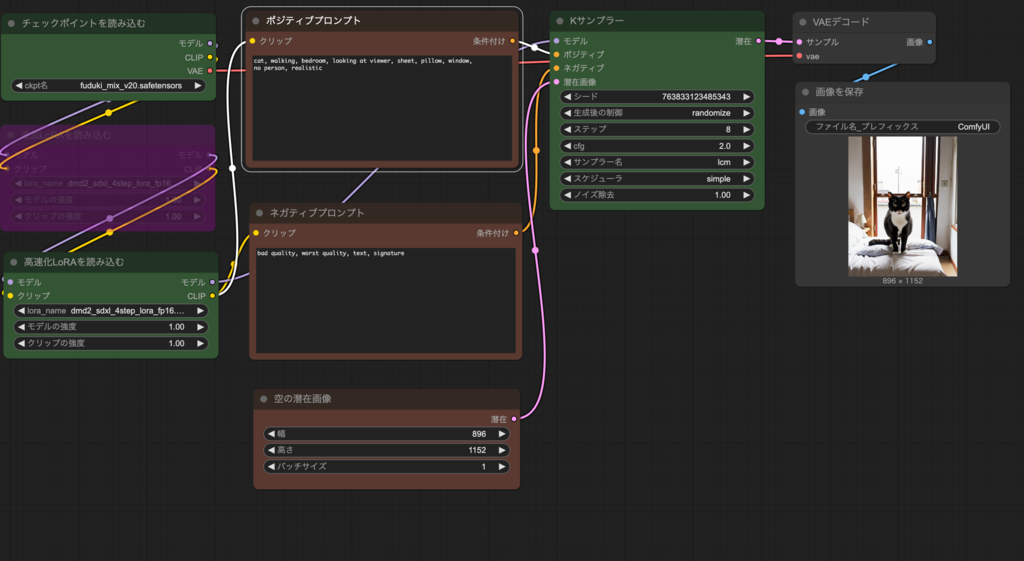 チェックポイントを読み込む
モデル
CLIP
VAE
ckpt名 fuduki_mix_v20.safetensors
を読み込む
モデル モデル
クリップ
lora_name dmd2_sdxl_4step_lora_fp16....
モデルの強度 1.00
クリップの強度 1.00
高速化LoRAを読み込む
モデル モデル
クリップ CLIP
lora_name dmd2_sdxl_4step_lora_fp16....
モデルの強度 1.00
クリップの強度 1.00
ポジティブプロンプト
クリップ 条件付け
cat, walking, bedroom, looking at viewer, sheet, pillow, window,
no person, realistic
ネガティブプロンプト
クリップ 条件付け
bad quality, worst quality, text, signature
空の潜在画像
潜在
幅 896
高さ 1152
バッチサイズ 1
Kサンプラー
モデル 潜在
ポジティブ
ネガティブ
潜在画像
シード 763833123485343
生成後の制御 randomize
ステップ 8
cfg 2.0
サンプラー名 lcm
スケジューラ simple
ノイズ除去 1.00
VAEデコード
サンプル 画像
vae
画像を保存
画像
ファイル名_プレフィックス ComfyUI
896 × 1152